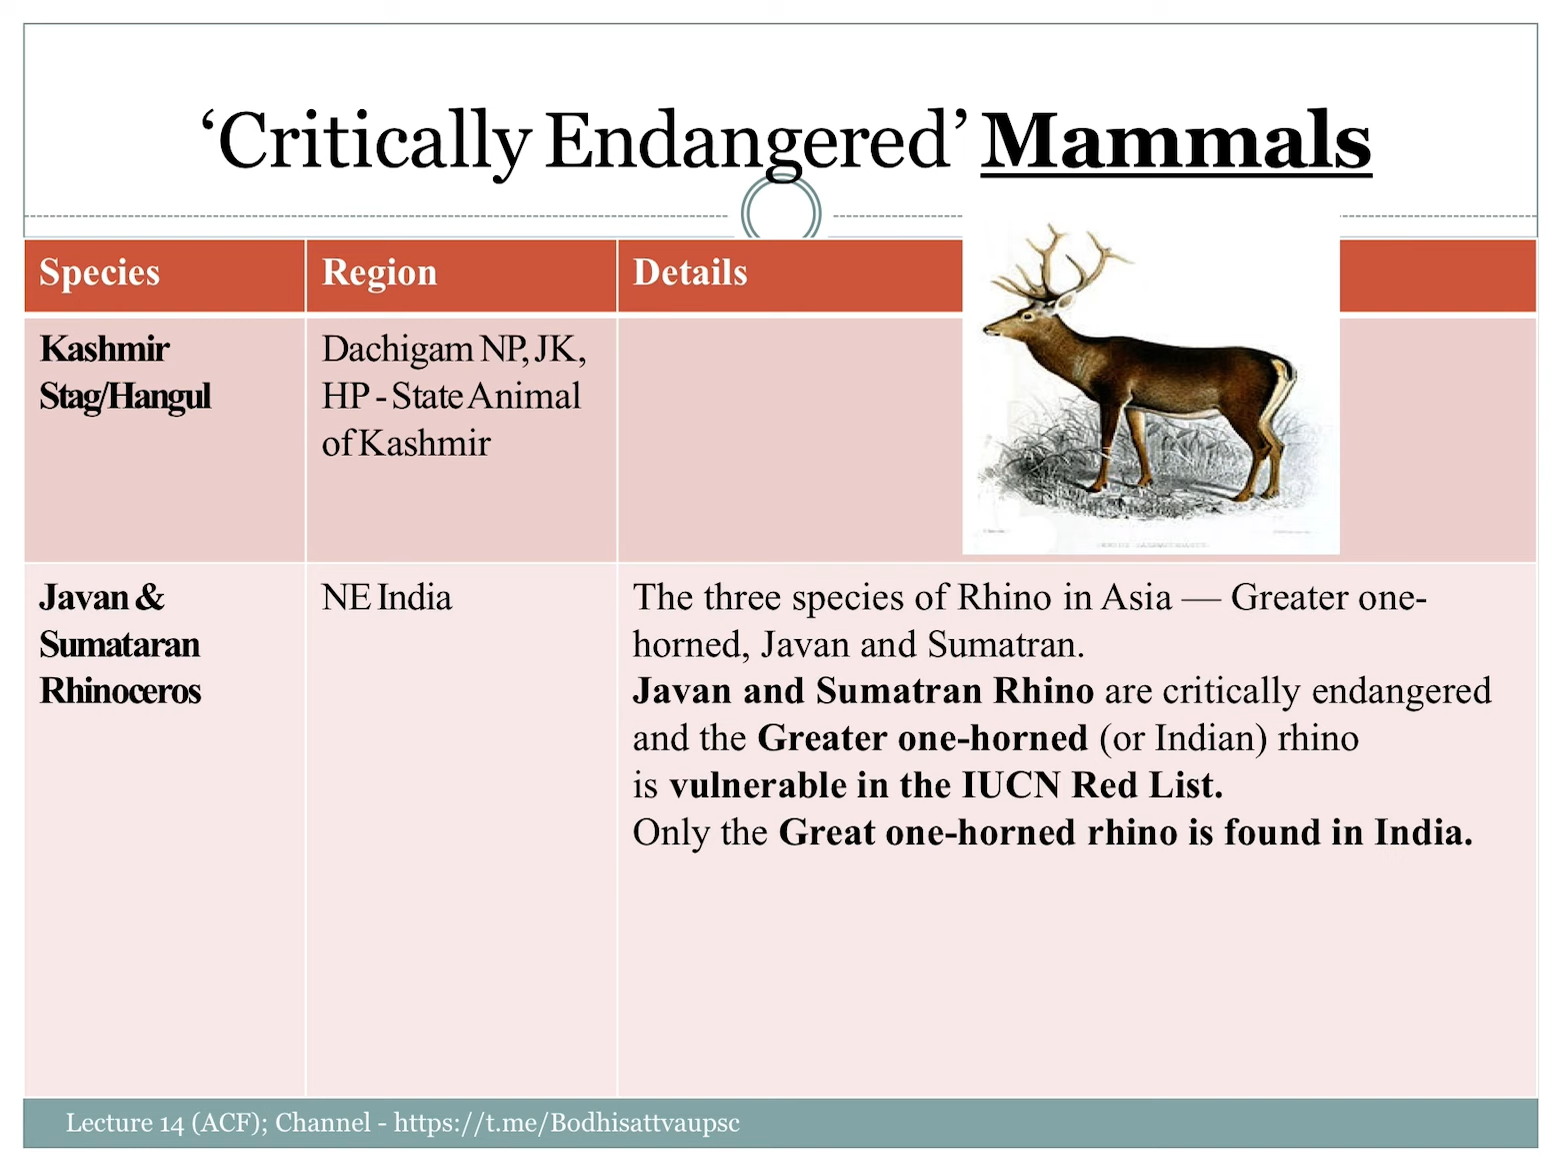 ‘Critically Endangered’ Mammals
Species
Region
Details
Kashmir
Stag/Hangul
Dachigam NP, JK,
HP - State Animal
of Kashmir
Javan &
Sumataran
Rhinoceros
NE India
The three species of Rhino in Asia — Greater one-
horned, Javan and Sumatran.
Javan and Sumatran Rhino are critically endangered
and the Greater one-horned (or Indian) rhino
is vulnerable in the IUCN Red List.
Only the Great one-horned rhino is found in India.
Lecture 14 (ACF); Channel - https://t.me/Bodhisattvaupsc